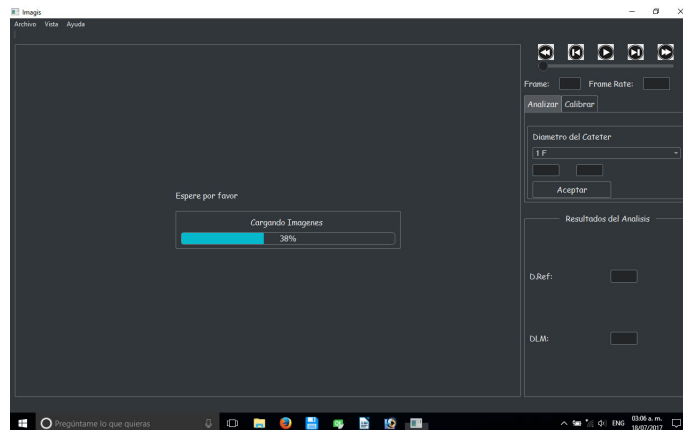 Imagis
Archivo Vista Ayuda
Frame: Frame Rate:
Analizar Calibrar
Diametro del Cateter
1 F
Aceptar
Espere por favor
Cargando Imagenes
38%
Resultados del Analisis
D.Ref:
DLM:
Pregúntame lo que quieras
ENG
03:06 a. m.
18/07/2017